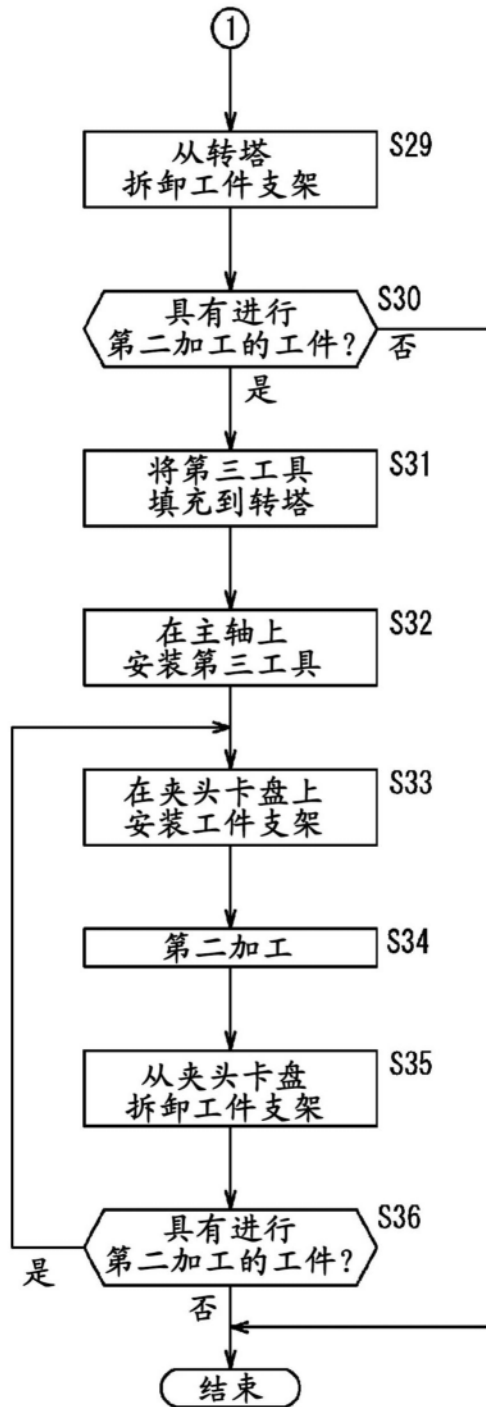 1
从转塔
拆卸工件支架
S29
具有进行
第二加工的工件?
S30
否
是
将第三工具
填充到转塔
S31
在主轴上
安装第三工具
S32
在夹头卡盘上
安装工件支架
S33
第二加工
S34
从夹头卡盘
拆卸工件支架
S35
具有进行
第二加工的工件?
S36
是
否
结束